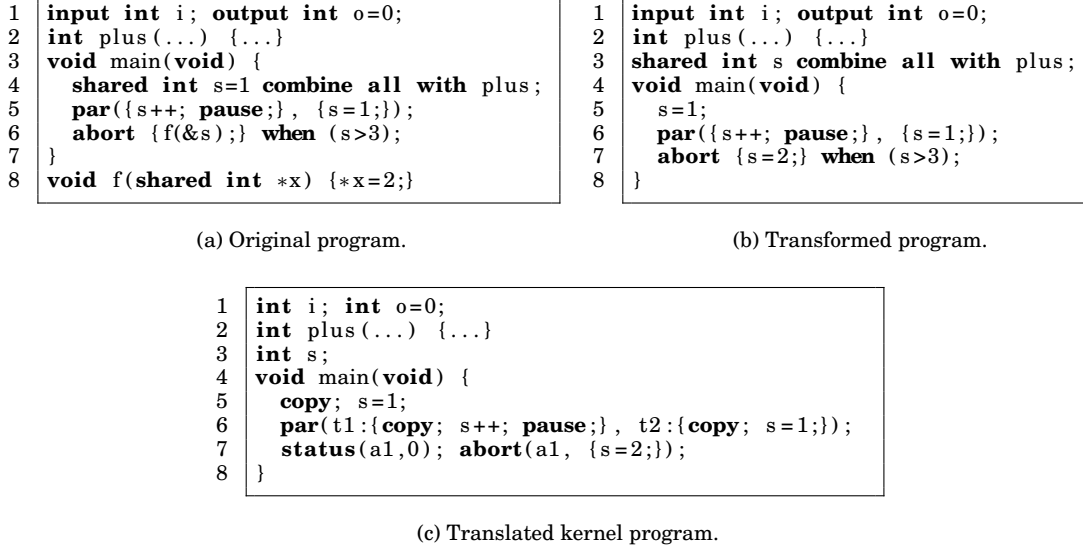 1 input int i; output int o=0;
2 int plus(...) {...}
3 void main(void) {
4 shared int s=1 combine all with plus;
5 par({s++; pause;}, {s=1;});
6 abort {f(&s);} when (s>3);
7 }
8 void f(shared int *x) {*x=2;}
(a) Original program.
1 input int i; output int o=0;
2 int plus(...) {...}
3 shared int s combine all with plus;
4 void main(void) {
5 s=1;
6 par({s++; pause;}, {s=1;});
7 abort {s=2;} when (s>3);
8 }
(b) Transformed program.
1 int i; int o=0;
2 int plus(...) {...}
3 int s;
4 void main(void) {
5 copy; s=1;
6 par(t1:{copy; s++; pause;}, t2:{copy; s=1;});
7 status(a1,0); abort(a1, {s=2;});
8 }
(c) Translated kernel program.